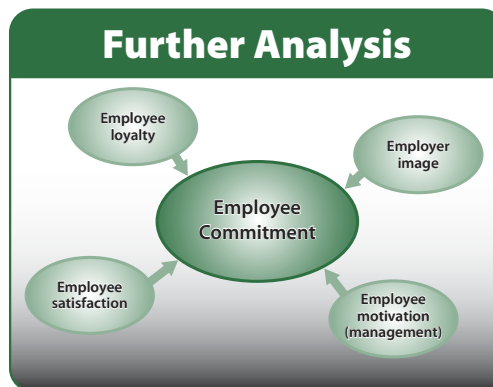 Further Analysis
Employee
loyalty
Employer
image
Employee
Commitment
Employee
satisfaction
Employee
motivation
(management)